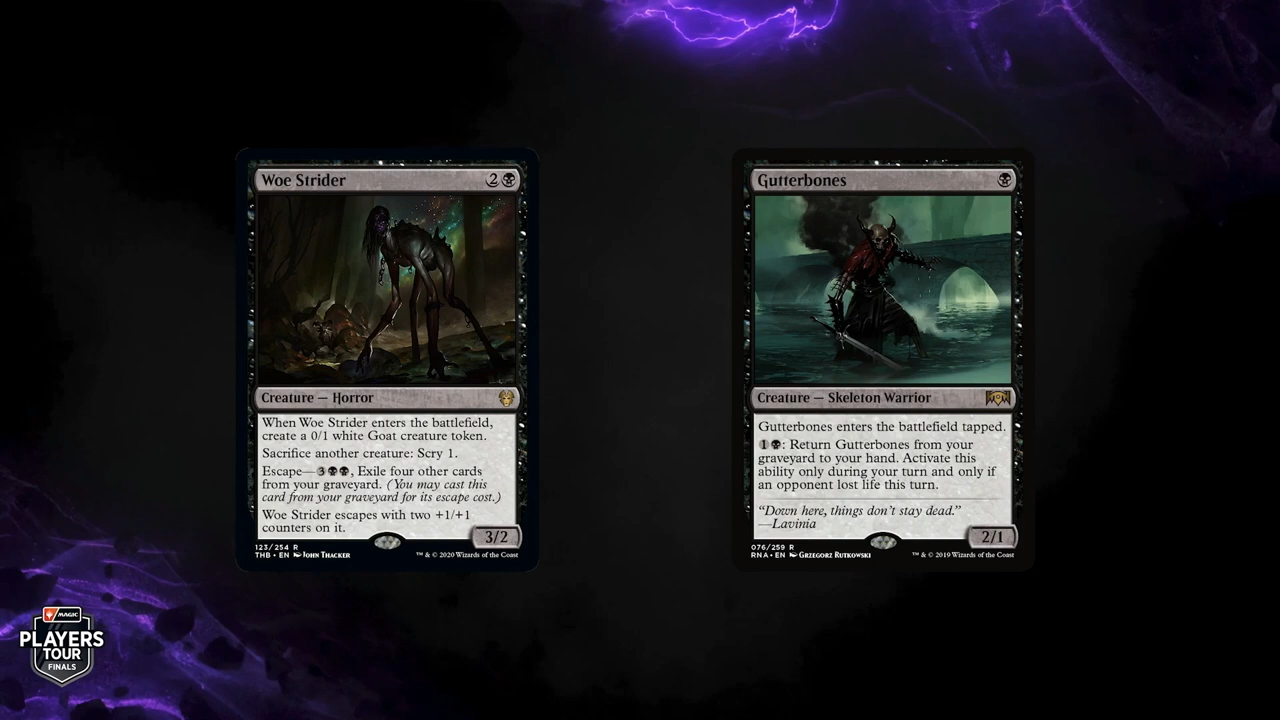 Woe Strider 2
Creature — Horror
When Woe Strider enters the battlefield,
create a 0/1 white Goat creature token.
Sacrifice another creature: Scry 1.
Escape—3, Exile four other cards
from your graveyard. (You may cast this
card from your graveyard for its escape cost.)
Woe Strider escapes with two +1/+1
counters on it.
3/2
123/254 R
THB • EN John Thacker
™ & © 2020 Wizards of the Coast
Gutterbones
Creature — Skeleton Warrior
Gutterbones enters the battlefield tapped.
1: Return Gutterbones from your
graveyard to your hand. Activate this
ability only during your turn and only if
an opponent lost life this turn.
“Down here, things don't stay dead.”
—Lavinia
2/1
076/259 R
RNA • EN Grzegorz Rutkowski
™ & © 2019 Wizards of the Coast
MAGIC
PLAYERS
TOUR
FINALS